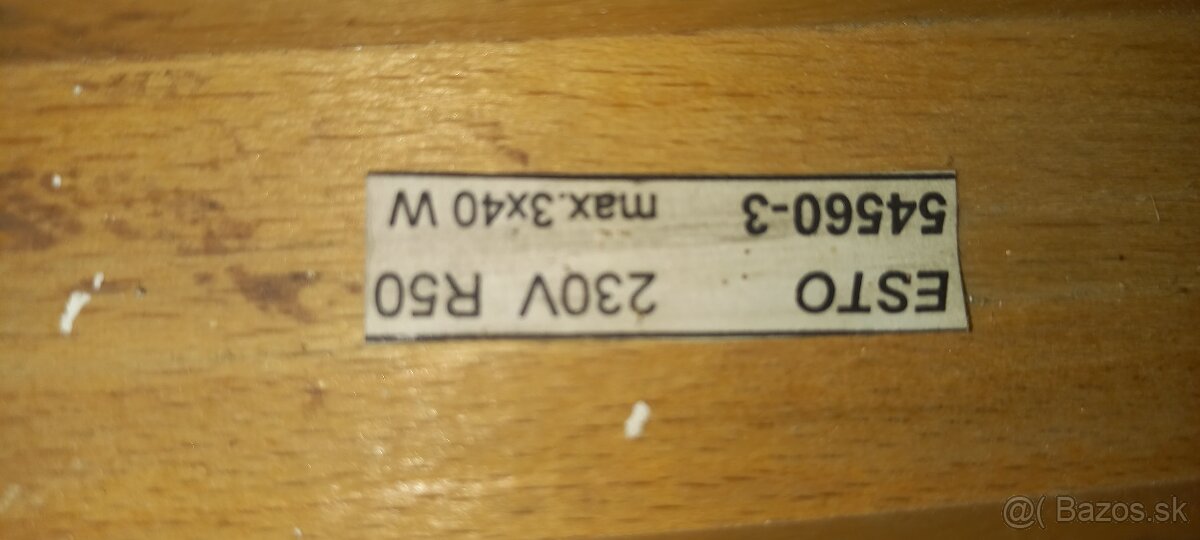 ESTO 230V R50
54560-3 max.3x40 W
@( Bazos.sk